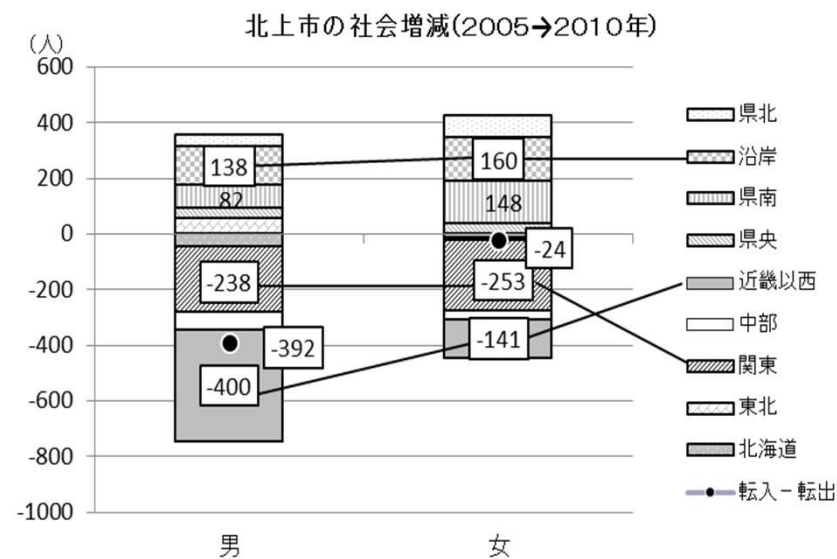 北上市の社会増減(2005→2010年)
(人)
600
400
200
0
-200
-400
-600
-800
-1000
138
82
-238
-392
-400
160
148
-24
-253
-141
男
女
県北
沿岸
県南
県央
近畿以西
中部
関東
東北
北海道
転入－転出